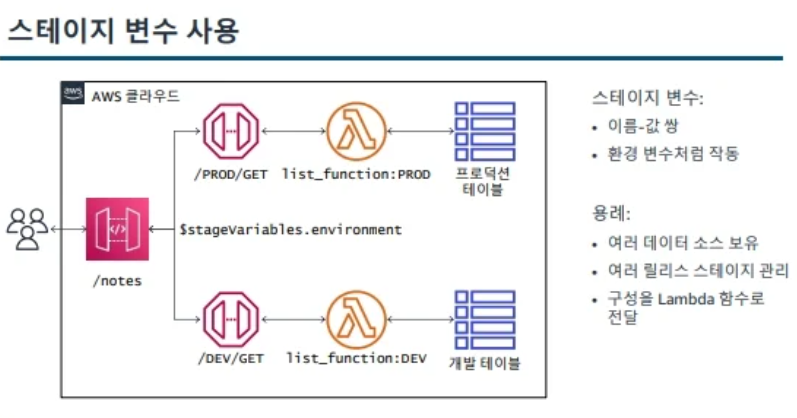 스테이지 변수 사용
aws
AWS 클라우드
/PROD/GET
list_function:PROD
프로덕션
테이블
/notes
$stageVariables.environment
/DEV/GET
list_function:DEV
개발 테이블
스테이지 변수:
• 이름-값 쌍
• 환경 변수처럼 작동
용례:
• 여러 데이터 소스 보유
• 여러 릴리스 스테이지 관리
• 구성을 Lambda 함수로
전달